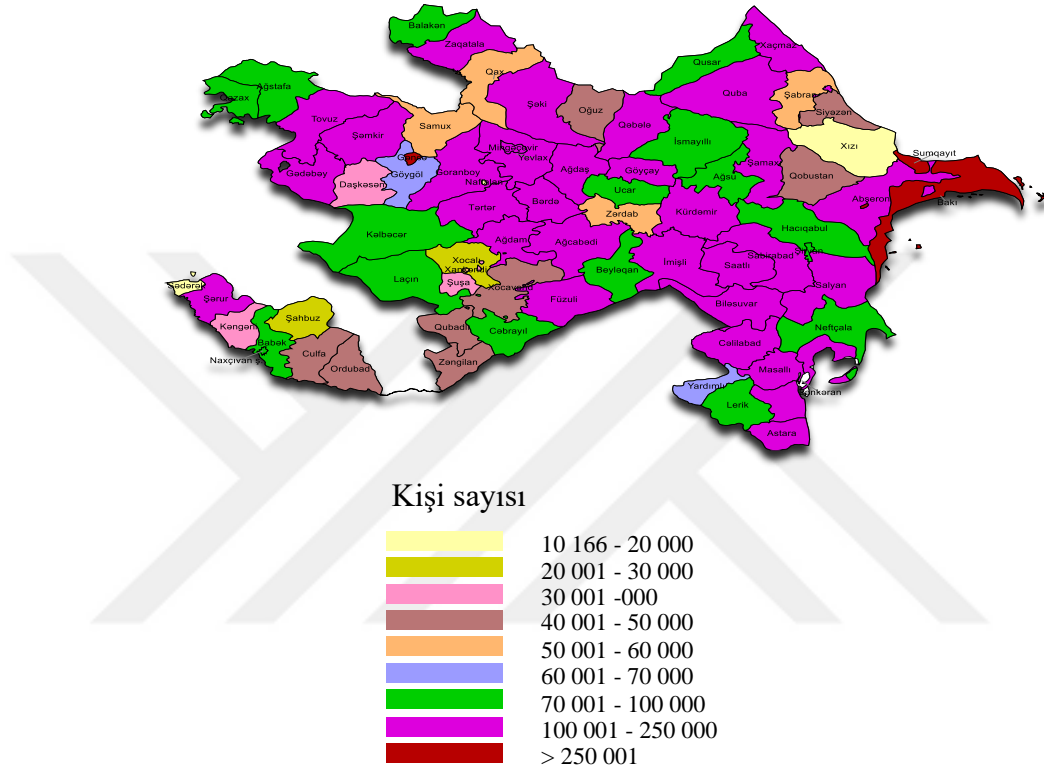 Balakən
Zaqatala
Qax
Xaçmaz
Qusar
Quba
Şabran
Siyəzən
Ağstafa
Qazax
Tovuz
Şəmkir
Samux
Şəki
Oğuz
Qəbələ
İsmayıllı
Şamaxı
Xızı
Sumqayıt
Qobustan
Abşeron
Bakı
Gədəbəy
Daşkəsən
Göygöl
Goranboy
Naftalan
Mingəçevir
Yevlax
Ağdaş
Göyçay
Ucar
Ağsu
Tərtər
Bərdə
Zərdab
Kürdəmir
Hacıqabul
Kəlbəcər
Ağdəm
Ağcabədi
Xocalı
Xankəndi
Laçın
Şuşa
Xocavənd
Beyləqan
İmişli
Saatlı
Sabirabad
Şirvan
Salyan
Füzuli
Biləsuvar
Sədərək
Şərur
Kəngərli
Şahbuz
Babək
Naxçıvan ş.
Culfa
Ordubad
Qubadlı
Cəbrayıl
Zəngilan
Neftçala
Cəlilabad
Masallı
Yardımlı
Lerik
Lənkəran
Astara
Kişi sayısı
10 166 - 20 000
20 001 - 30 000
30 001 -000
40 001 - 50 000
50 001 - 60 000
60 001 - 70 000
70 001 - 100 000
100 001 - 250 000
> 250 001